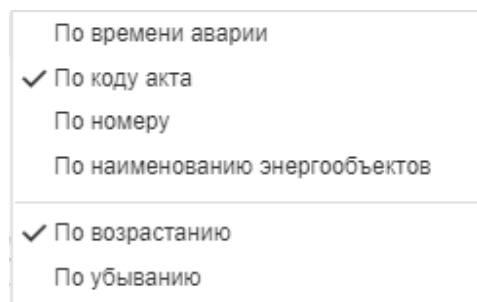 По времени аварии
По коду акта
По номеру
По наименованию энергообъектов
По возрастанию
По убыванию